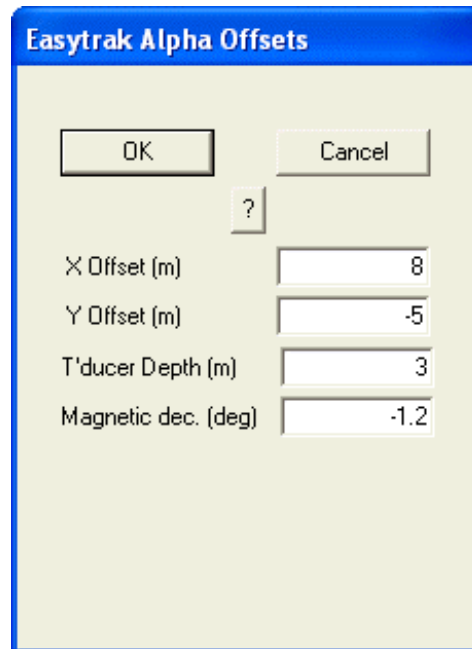 Easytrak Alpha Offsets
OK Cancel
?
X Offset (m) 8
Y Offset (m) -5
T'ducer Depth (m) 3
Magnetic dec. (deg) -1.2